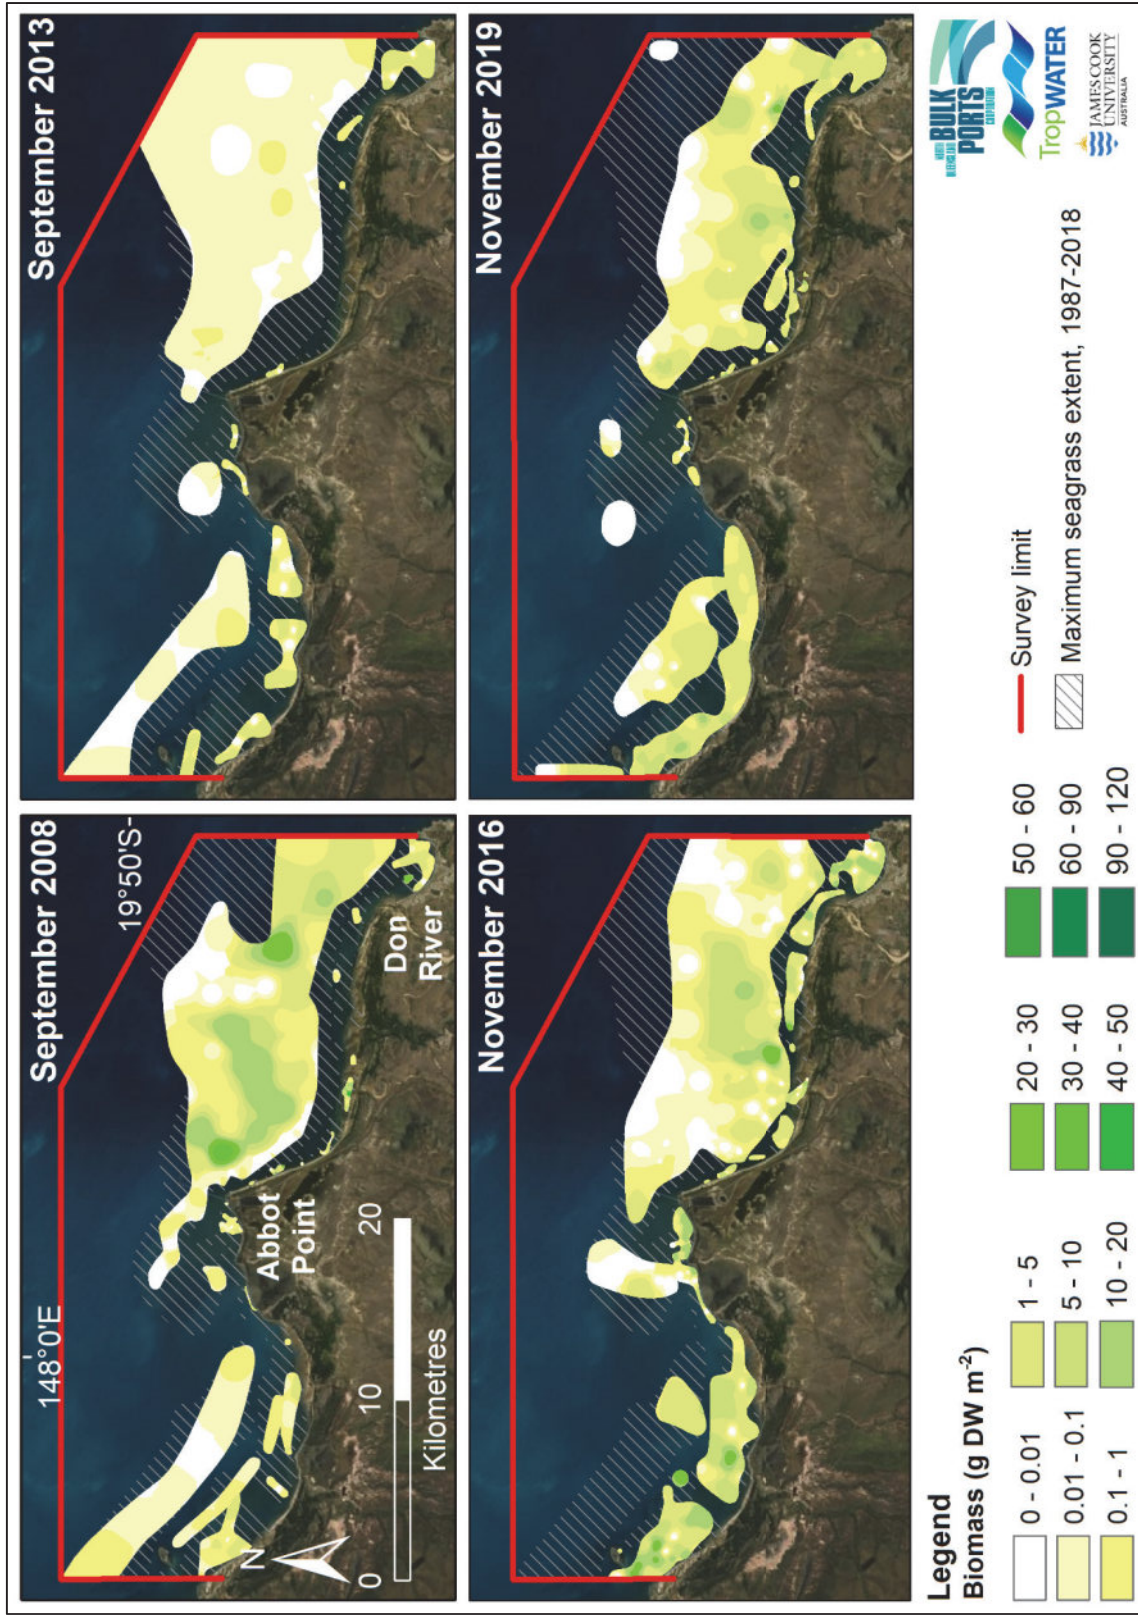 September 2008
148°0'E
19°50'S
Abbot
Point
Don
River
N
0
10
20
Kilometres
September 2013
November 2016
November 2019
Legend
Biomass (g DW m⁻²)
0 - 0.01
0.01 - 0.1
0.1 - 1
1 - 5
5 - 10
10 - 20
20 - 30
30 - 40
40 - 50
50 - 60
60 - 90
90 - 120
Survey limit
Maximum seagrass extent, 1987-2018
NORTH
QUEENSLAND
BULK
PORTS
CORPORATION
TropWATER
JAMES COOK
UNIVERSITY
AUSTRALIA